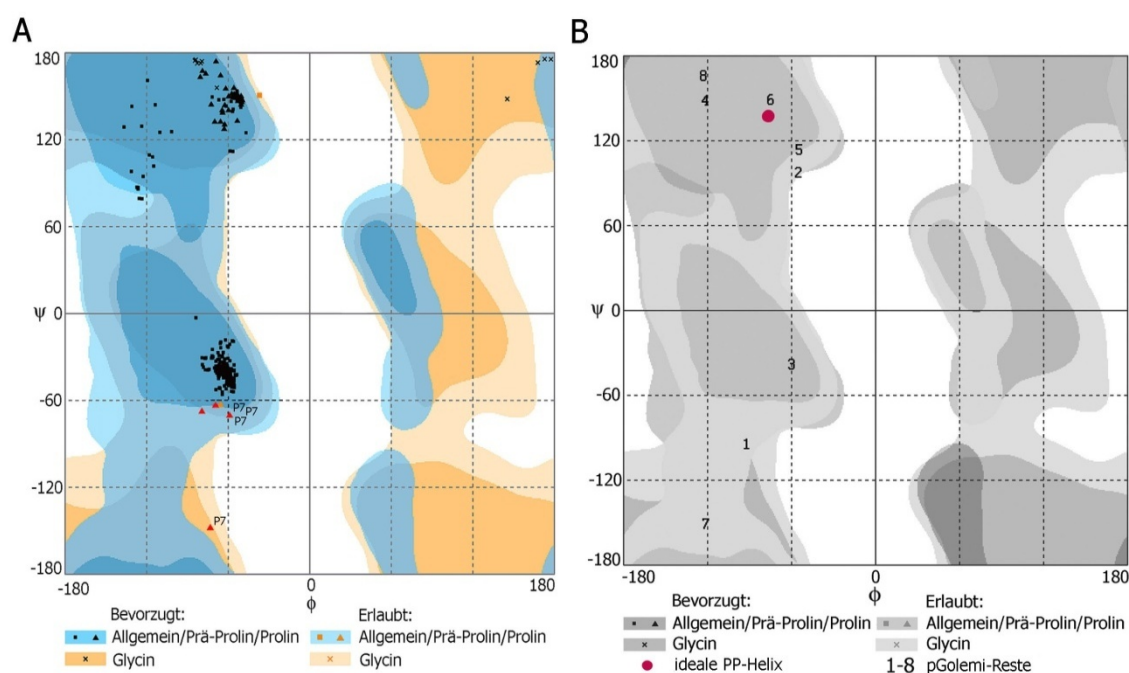 A
180
120
60
ψ 0
-60
-120
-180
P7 P7
P7
P7
-180 0 180
ϕ
Bevorzugt: Erlaubt:
Allgemein/Prä-Prolin/Prolin Allgemein/Prä-Prolin/Prolin
Glycin Glycin
B
180
120
60
ψ 0
-60
-120
-180
8
4 6
5
2
3
1
7
-180 0 180
ϕ
Bevorzugt: Erlaubt:
Allgemein/Prä-Prolin/Prolin Allgemein/Prä-Prolin/Prolin
Glycin Glycin
ideale PP-Helix 1-8 pGolemi-Reste